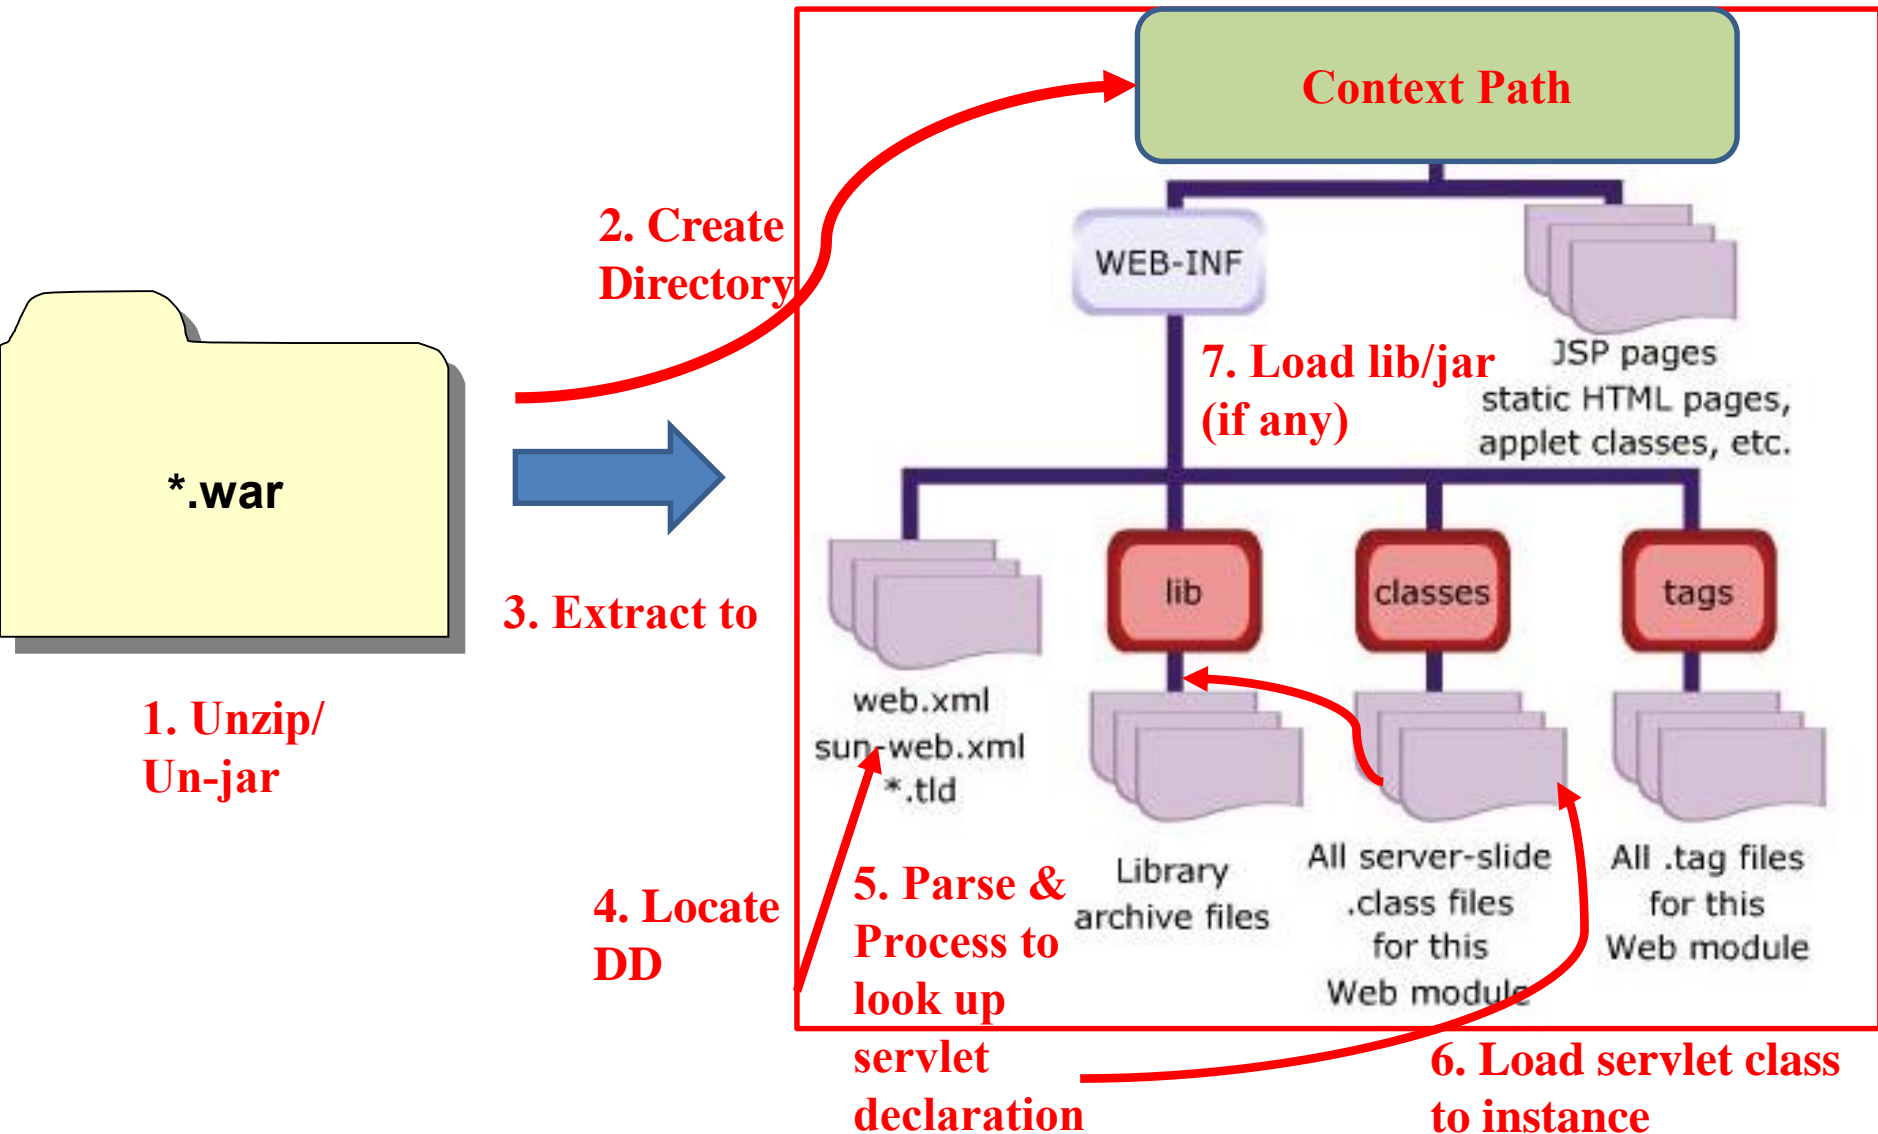 Context Path
2. Create
Directory
WEB-INF
JSP pages
static HTML pages,
applet classes, etc.
7. Load lib/jar
(if any)
*.war
3. Extract to
lib
classes
tags
1. Unzip/
Un-jar
web.xml
sun-web.xml
*.tld
Library
archive files
All server-slide
.class files
for this
Web module
All .tag files
for this
Web module
4. Locate
DD
5. Parse &
Process to
look up
servlet
declaration
6. Load servlet class
to instance